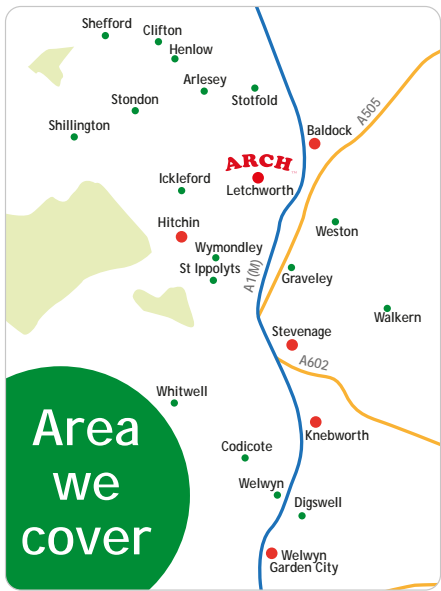 Shefford
Clifton
Henlow
Arlesey
Stotfold
Stondon
Shillington
A505
Baldock
ARCH™
Letchworth
Ickleford
Hitchin
Weston
Wymondley
St Ippolyts
A1(M)
Graveley
Walkern
Stevenage
A602
Whitwell
Area
we
cover
Knebworth
Codicote
Welwyn
Digswell
Welwyn
Garden City